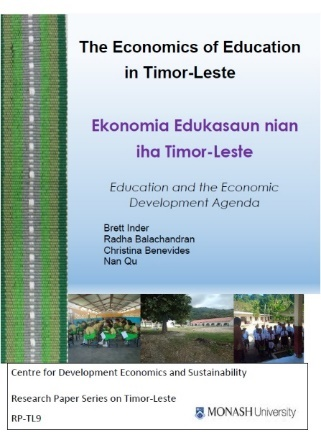 The Economics of Education
in Timor-Leste
Ekonomia Edukasaun nian
iha Timor-Leste
Education and the Economic
Development Agenda
Brett Inder
Radha Balachandran
Christina Benevides
Nan Qu
Centre for Development Economics and Sustainability
Research Paper Series on Timor-Leste
RP-TL9
MONASH University